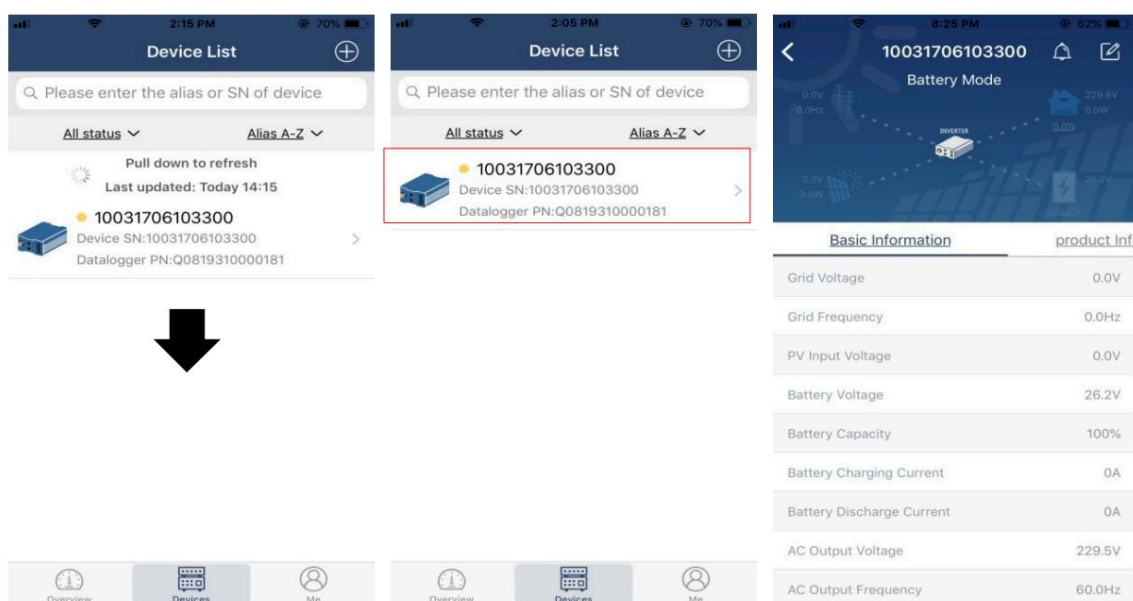 2:15 PM
70%
Device List
Please enter the alias or SN of device
All status
Alias A-Z
Pull down to refresh
Last updated: Today 14:15
10031706103300
Device SN:10031706103300
Datalogger PN:Q0819310000181
Overview
Devices
Me
2:05 PM
70%
Device List
Please enter the alias or SN of device
All status
Alias A-Z
10031706103300
Device SN:10031706103300
Datalogger PN:Q0819310000181
Overview
Devices
Me
8:25 PM
62%
10031706103300
Battery Mode
0.0V
0.0Hz
229.5V
0.0W
0.0%
INVERTER
0.0V
0.0W
26.2V
100.0%
Basic Information
product Inf
Grid Voltage 0.0V
Grid Frequency 0.0Hz
PV Input Voltage 0.0V
Battery Voltage 26.2V
Battery Capacity 100%
Battery Charging Current 0A
Battery Discharge Current 0A
AC Output Voltage 229.5V
AC Output Frequency 60.0Hz